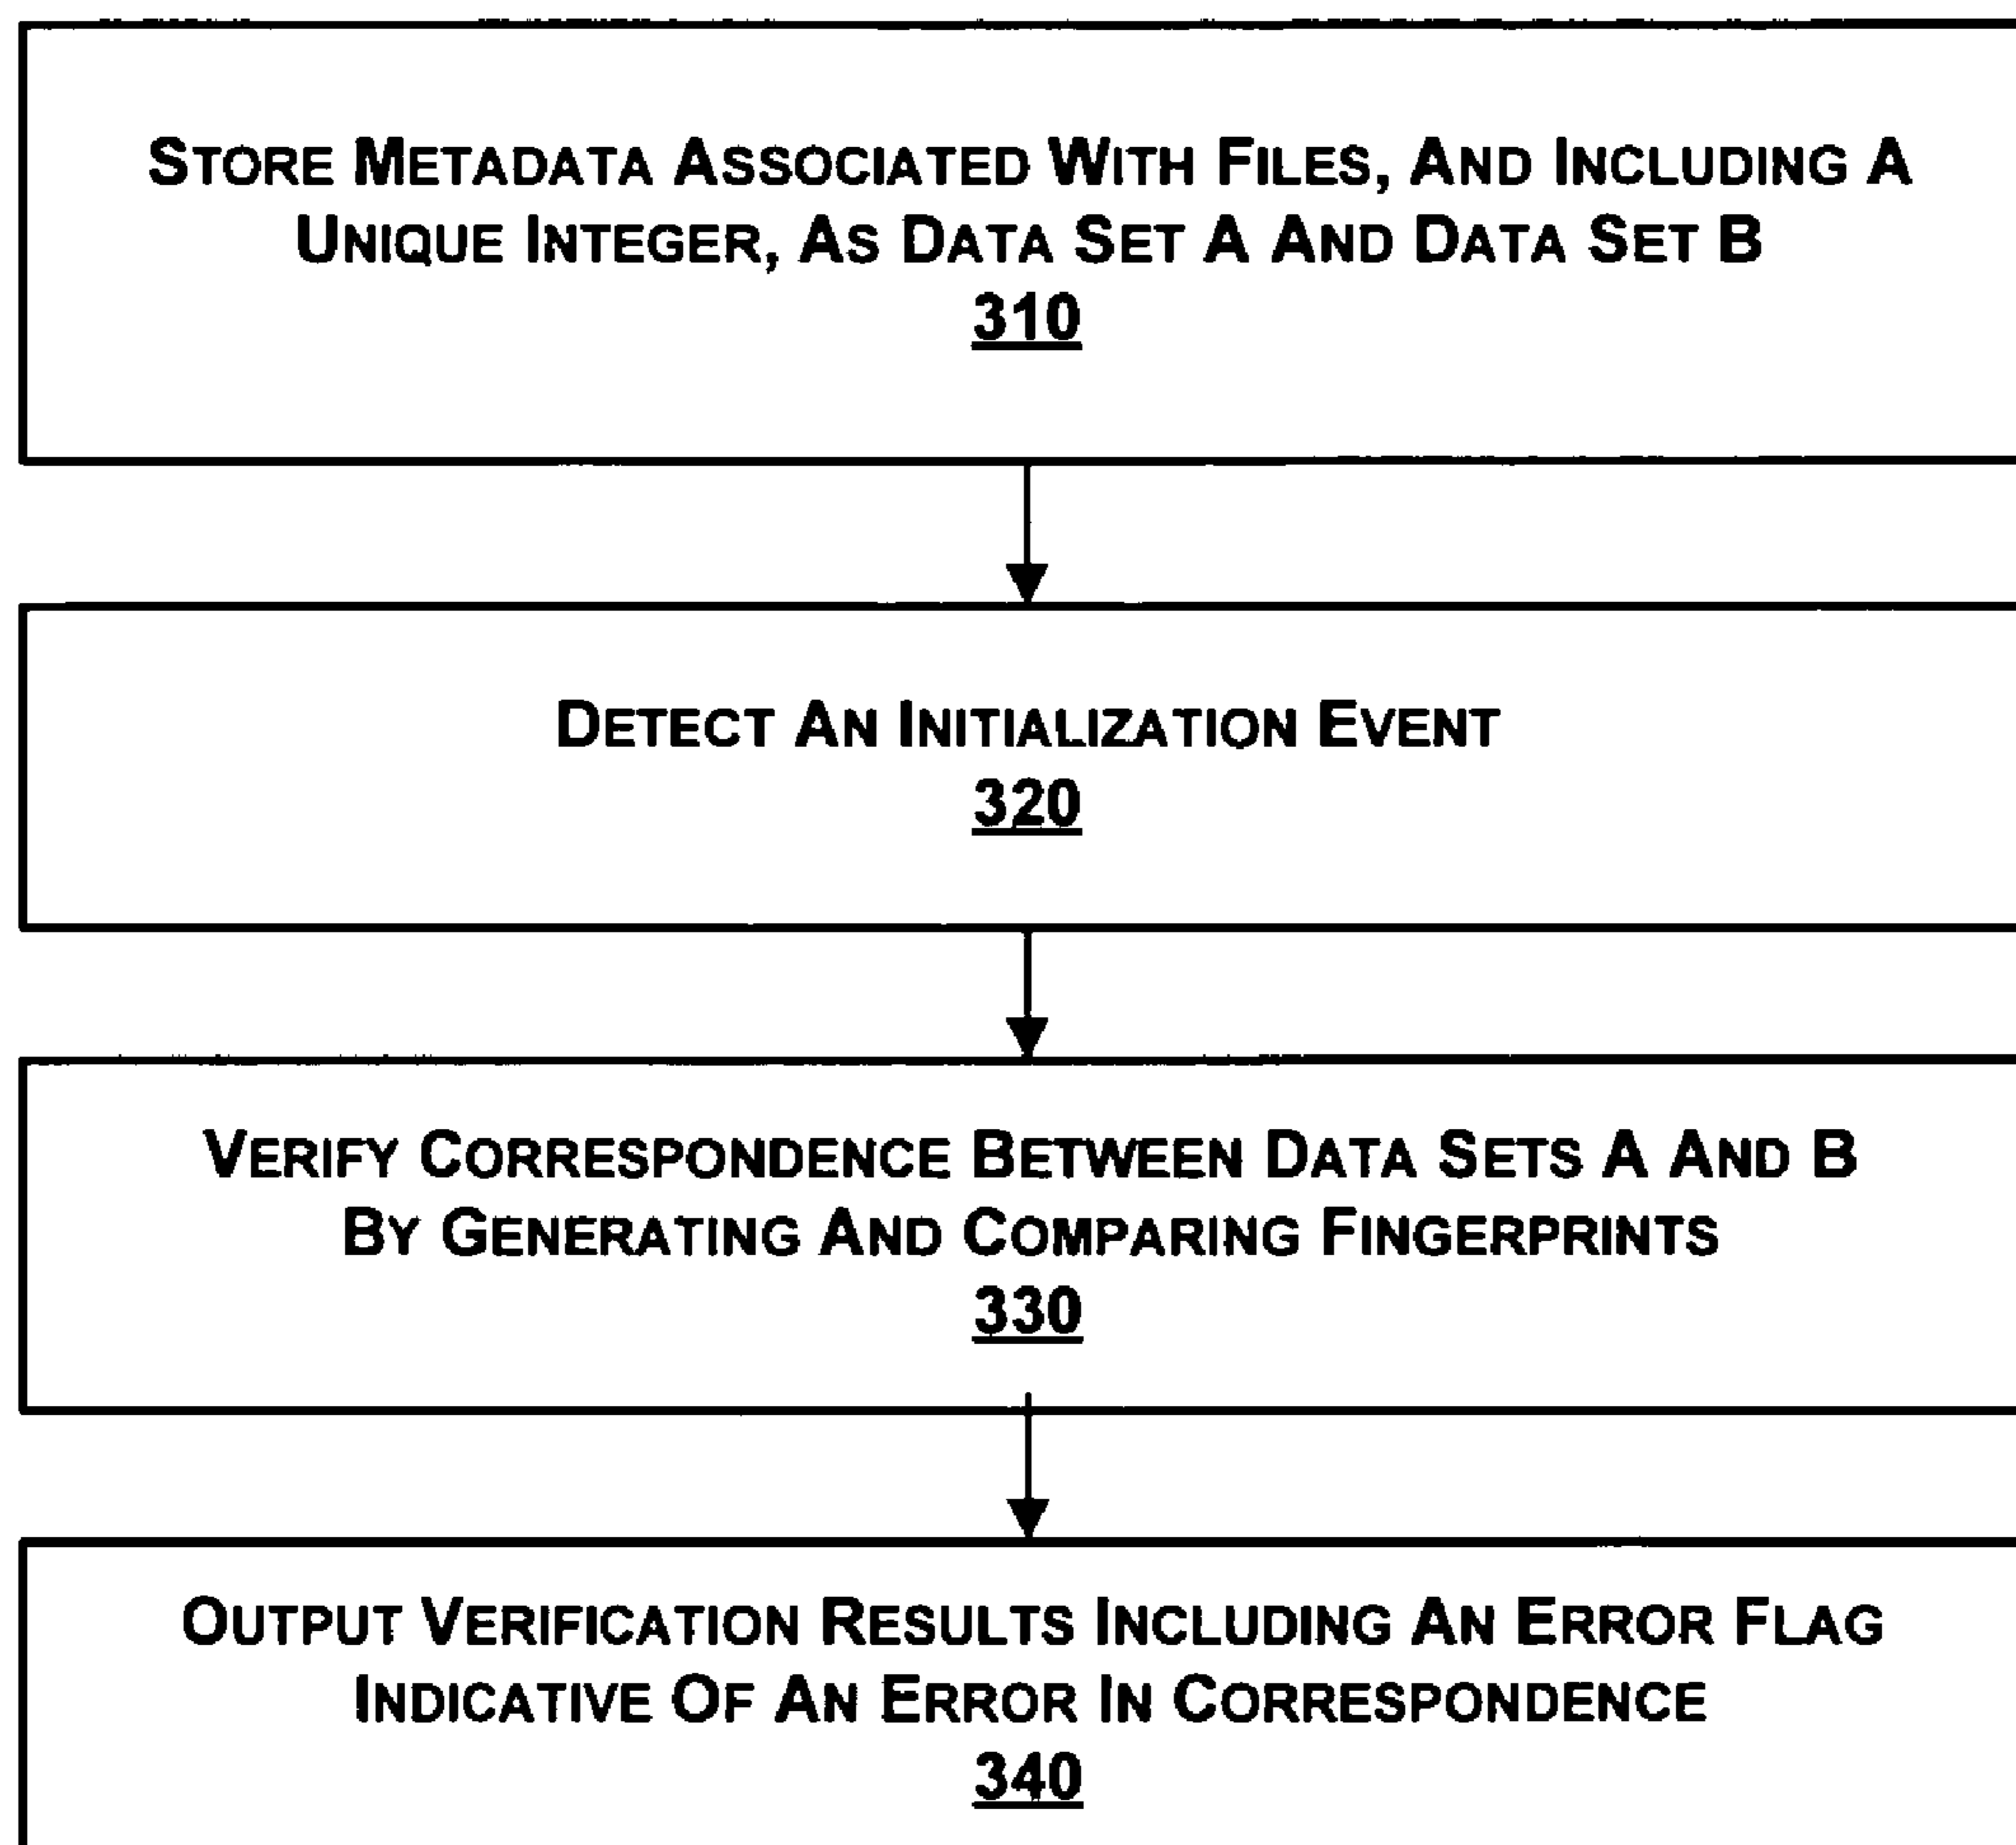 STORE METADATA ASSOCIATED WITH FILES, AND INCLUDING A
UNIQUE INTEGER, AS DATA SET A AND DATA SET B
310
DETECT AN INITIALIZATION EVENT
320
VERIFY CORRESPONDENCE BETWEEN DATA SETS A AND B
BY GENERATING AND COMPARING FINGERPRINTS
330
OUTPUT VERIFICATION RESULTS INCLUDING AN ERROR FLAG
INDICATIVE OF AN ERROR IN CORRESPONDENCE
340